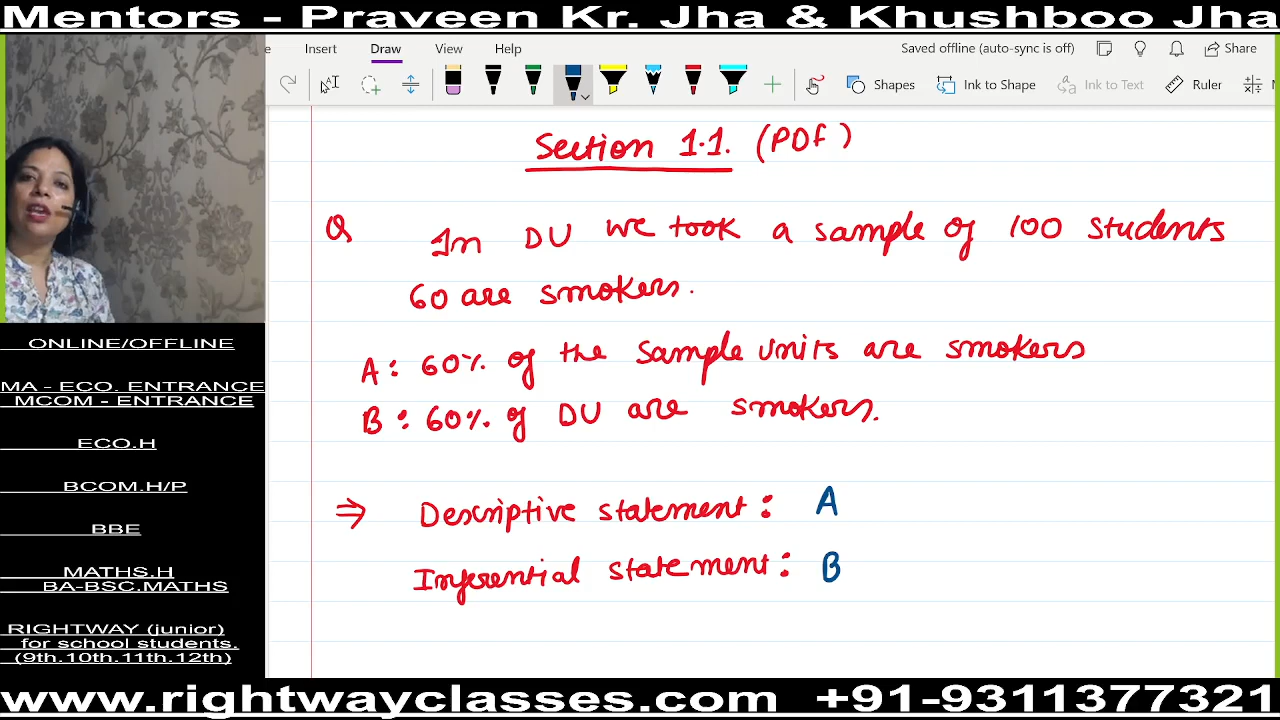 Mentors - Praveen Kr. Jha & Khushboo Jha
Insert Draw View Help Saved offline (auto-sync is off) Share
Shapes Ink to Shape Ink to Text Ruler
Section 1.1. (PDF)
Q In DU we took a sample of 100 students
60 are smokers.
A: 60% of the sample units are smokers
B: 60% of DU are smokers.
⇒ Descriptive statement: A
Inferential statement: B
ONLINE/OFFLINE
MA - ECO. ENTRANCE
MCOM - ENTRANCE
ECO.H
BCOM.H/P
BBE
MATHS.H
BA-BSC.MATHS
RIGHTWAY (junior)
for school students.
(9th.10th.11th.12th)
www.rightwayclasses.com +91-9311377321